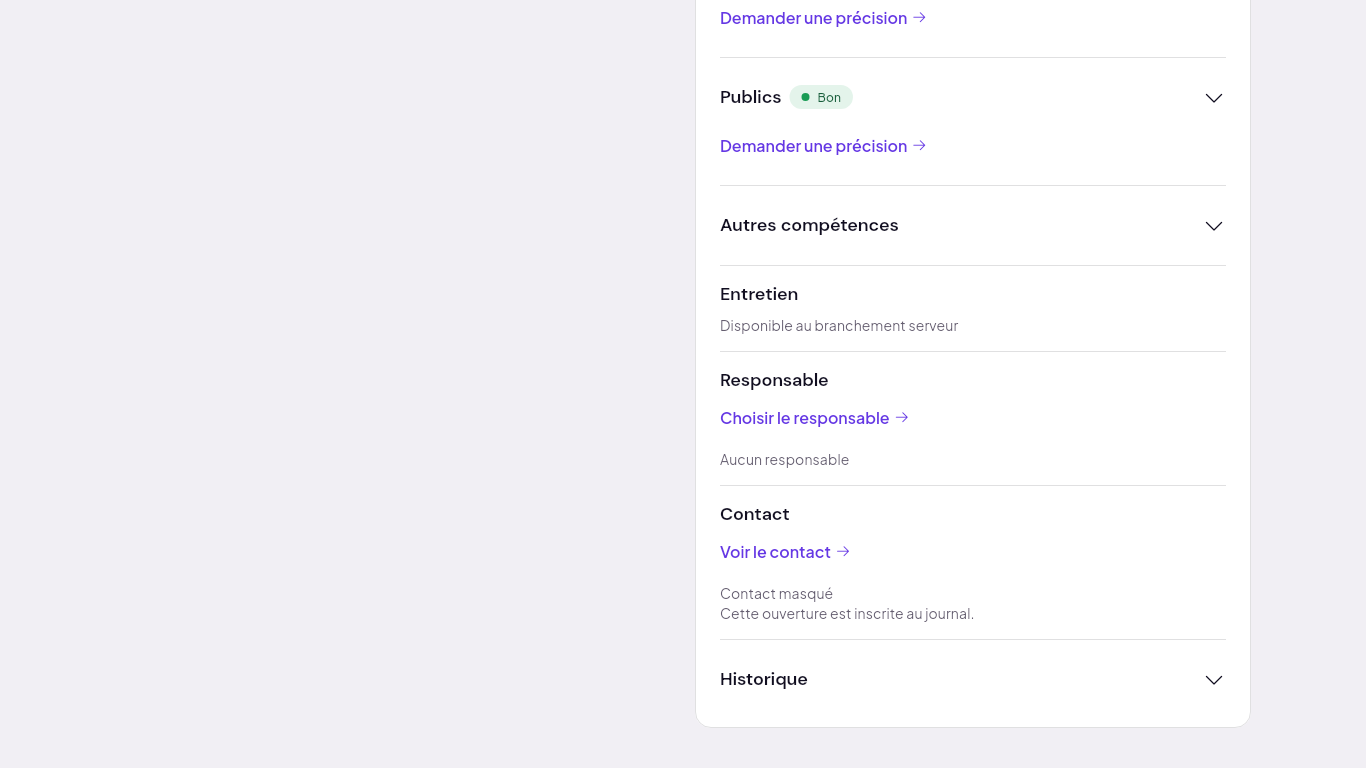 Demander une précision
Publics Bon
Demander une précision
Autres compétences
Entretien
Disponible au branchement serveur
Responsable
Choisir le responsable
Aucun responsable
Contact
Voir le contact
Contact masqué
Cette ouverture est inscrite au journal.
Historique